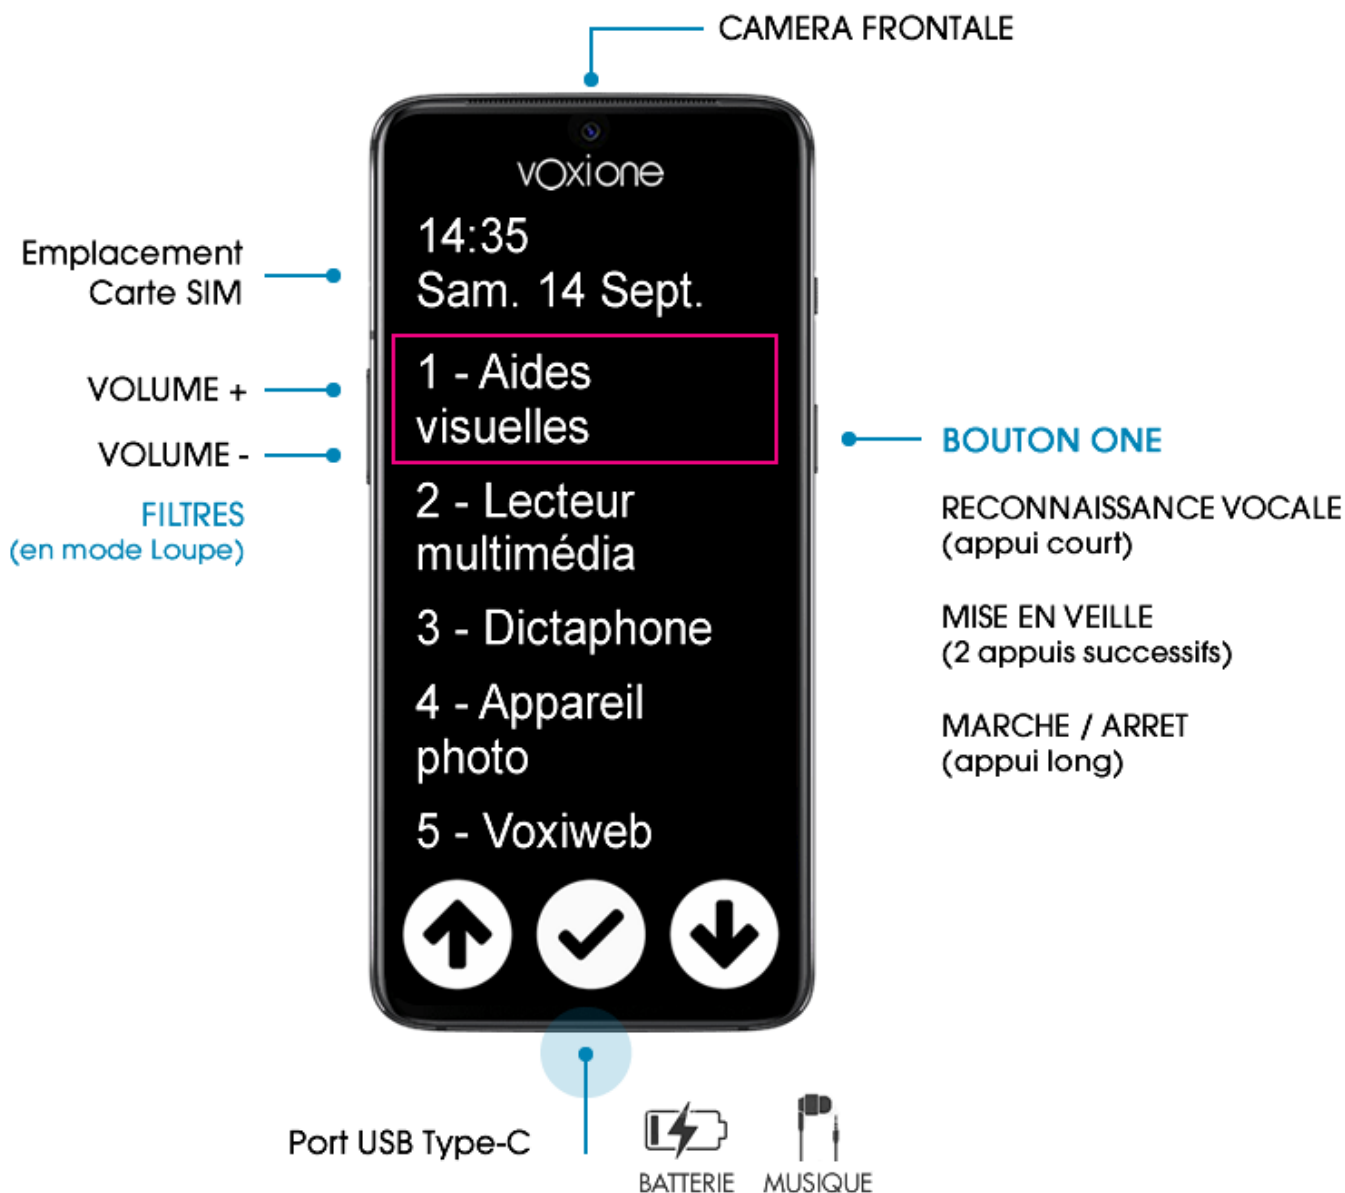 CAMERA FRONTALE
vOxione
14:35
Sam. 14 Sept.
1 - Aides
visuelles
2 - Lecteur
multimédia
3 - Dictaphone
4 - Appareil
photo
5 - Voxiweb
Emplacement
Carte SIM
VOLUME +
VOLUME -
FILTRES
(en mode Loupe)
BOUTON ONE
RECONNAISSANCE VOCALE
(appui court)
MISE EN VEILLE
(2 appuis successifs)
MARCHE / ARRET
(appui long)
Port USB Type-C
BATTERIE
MUSIQUE